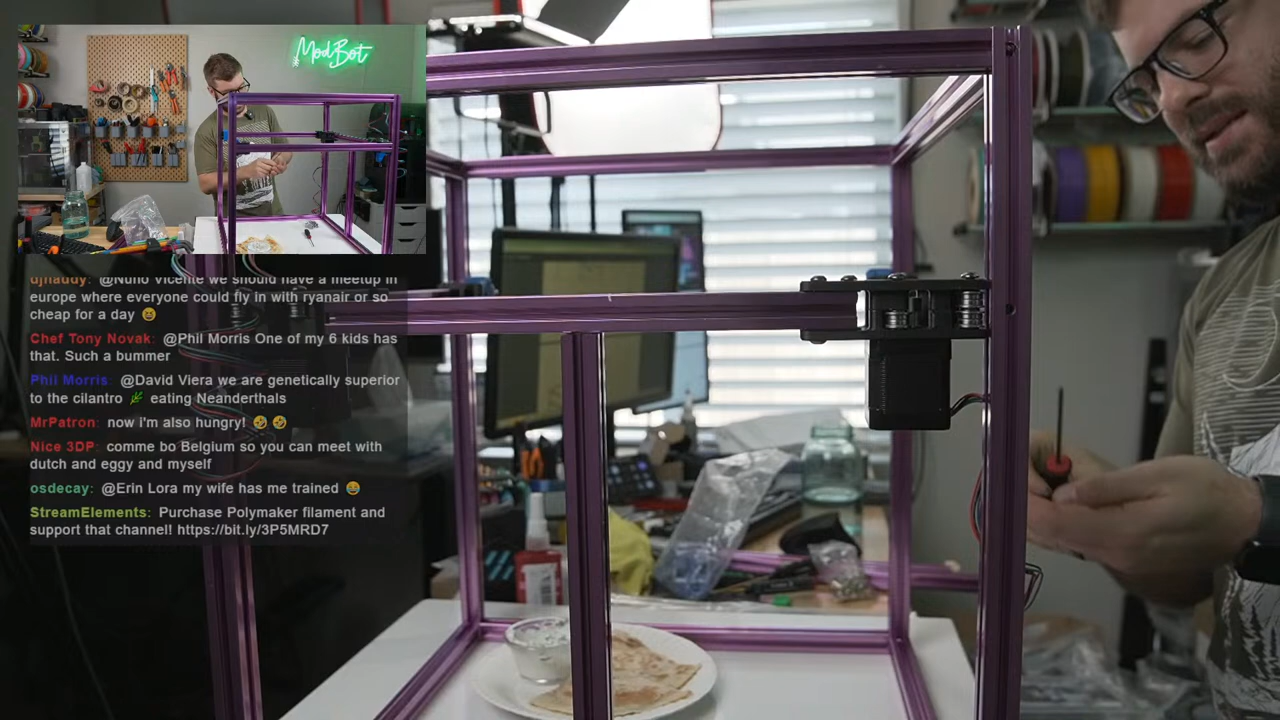 ModBot
djnaddy: @Nuno Vicente we should have a meetup in
europe where everyone could fly in with ryanair or so
cheap for a day 😆
Chef Tony Novak: @Phil Morris One of my 6 kids has
that. Such a bummer
Phil Morris: @David Viera we are genetically superior
to the cilantro 🌿 eating Neanderthals
MrPatron: now i'm also hungry! 🤣 🤣
Nice 3DP: comme bo Belgium so you can meet with
dutch and eggy and myself
osdecay: @Erin Lora my wife has me trained 😂
StreamElements: Purchase Polymaker filament and
support that channel! https://bit.ly/3P5MRD7